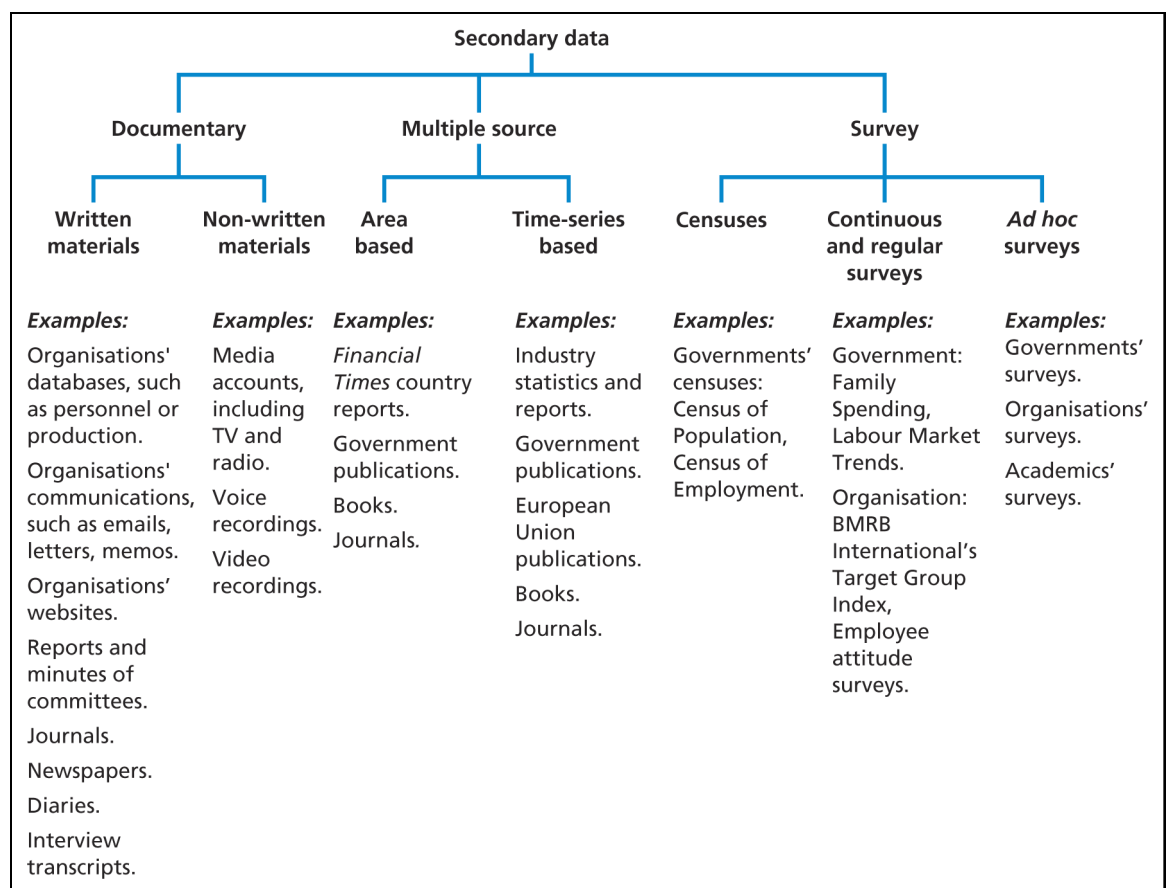 Secondary data
Documentary
Multiple source
Survey
Written
materials
Non-written
materials
Area
based
Time-series
based
Censuses
Continuous
and regular
surveys
Ad hoc
surveys
Examples:
Organisations'
databases, such
as personnel or
production.
Organisations'
communications,
such as emails,
letters, memos.
Organisations’
websites.
Reports and
minutes of
committees.
Journals.
Newspapers.
Diaries.
Interview
transcripts.
Examples:
Media
accounts,
including
TV and
radio.
Voice
recordings.
Video
recordings.
Examples:
Financial
Times country
reports.
Government
publications.
Books.
Journals.
Examples:
Industry
statistics and
reports.
Government
publications.
European
Union
publications.
Books.
Journals.
Examples:
Governments’
censuses:
Census of
Population,
Census of
Employment.
Examples:
Government:
Family
Spending,
Labour Market
Trends.
Organisation:
BMRB
International’s
Target Group
Index,
Employee
attitude
surveys.
Examples:
Governments’
surveys.
Organisations’
surveys.
Academics’
surveys.